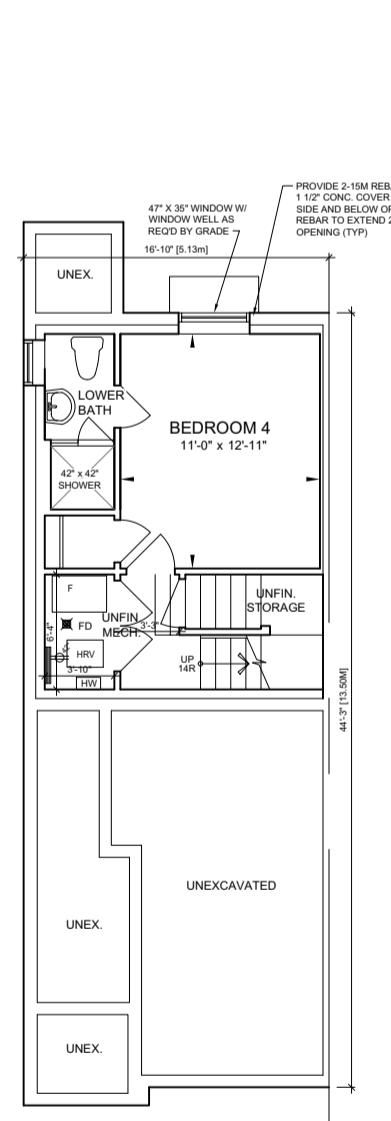 PROVIDE 2-15M REB
1 1/2" CONC. COVER
SIDE AND BELOW OF
REBAR TO EXTEND 2
OPENING (TYP)
47" X 35" WINDOW W/
WINDOW WELL AS
REQ'D BY GRADE
16'-10" [5.13m]
UNEX.
LOWER
BATH
BEDROOM 4
11'-0" x 12'-11"
42" x 42"
SHOWER
F
UNFIN.
STORAGE
UNFIN.
MECH.
FD
6'-4"
3'-3"
HRV
3'-10"
HW
UP
14R
44'-3" [13.50M]
UNEXCAVATED
UNEX.
UNEX.